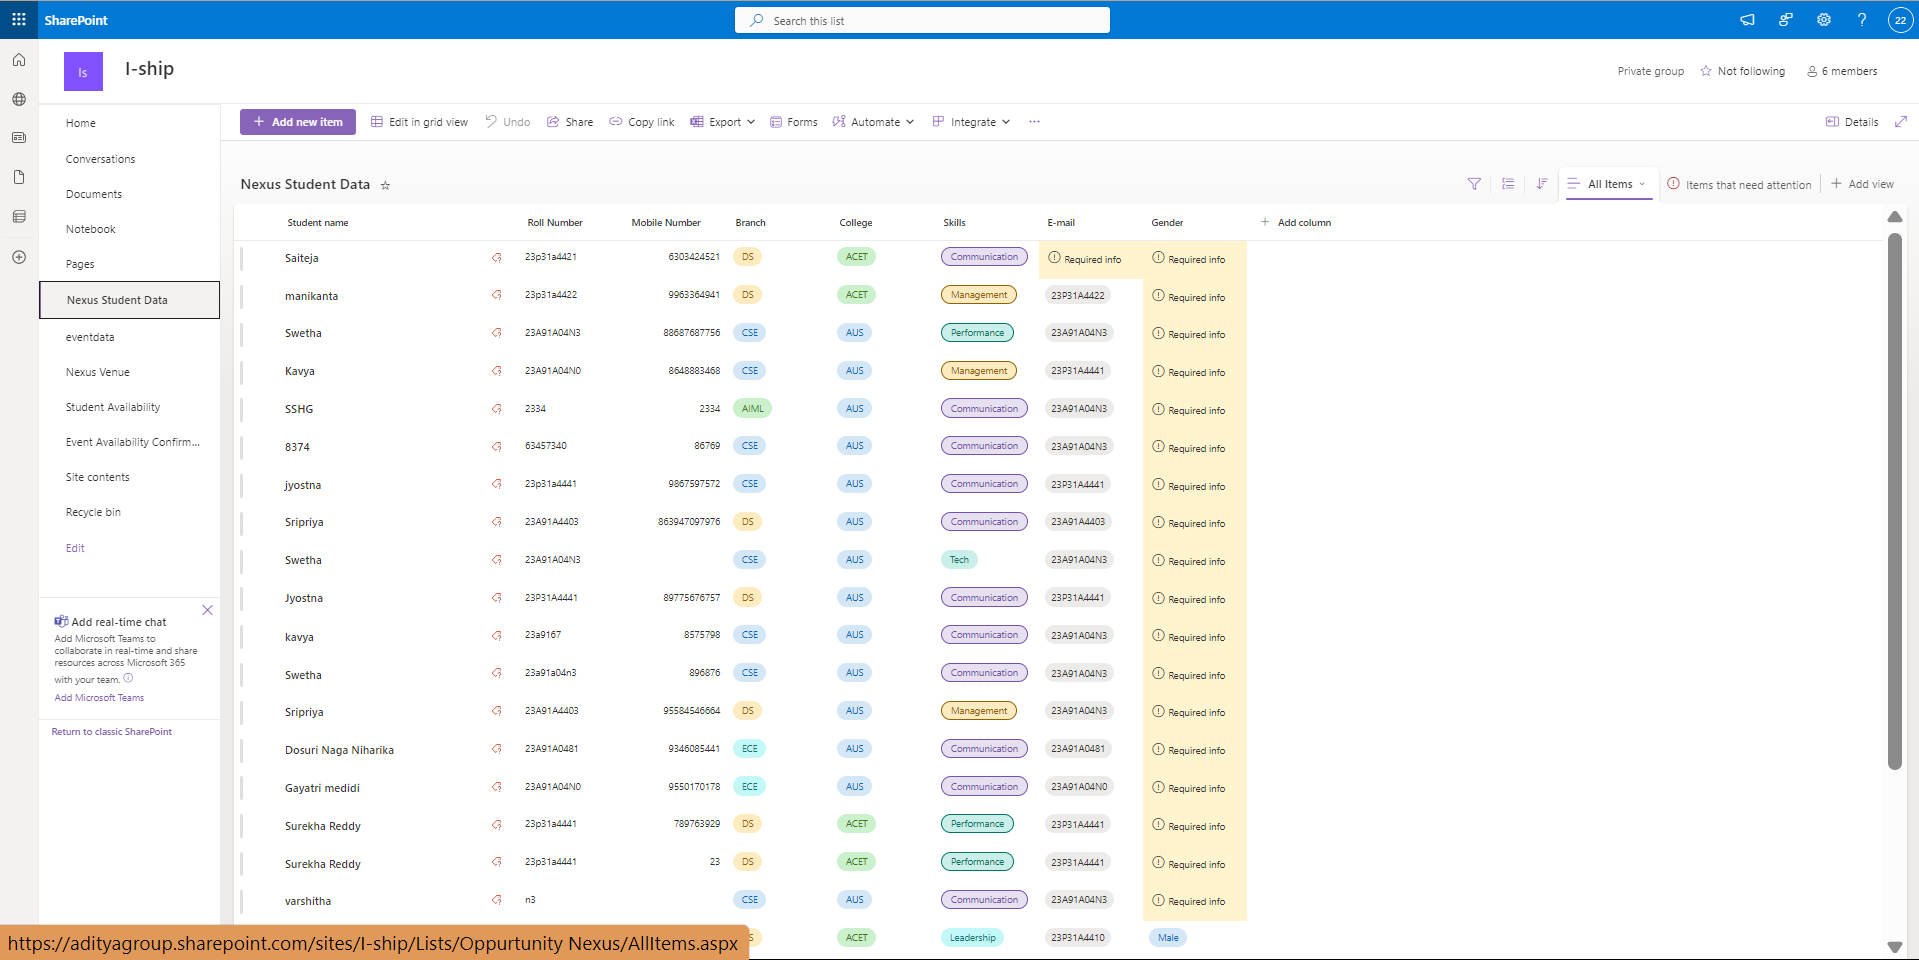 SharePoint
Search this list
22
Is
I-ship
Private group
Not following
6 members
Home
Conversations
Documents
Notebook
Pages
Nexus Student Data
eventdata
Nexus Venue
Student Availability
Event Availability Confirm...
Site contents
Recycle bin
Edit
Add real-time chat
Add Microsoft Teams to
collaborate in real-time and share
resources across Microsoft 365
with your team.
Add Microsoft Teams
Return to classic SharePoint
+ Add new item Edit in grid view Undo Share Copy link Export Forms Automate Integrate ... Details
Nexus Student Data
All Items Items that need attention + Add view
Student name Roll Number Mobile Number Branch College Skills E-mail Gender + Add column
Saiteja 23p31a4421 6303424521 DS ACET Communication Required info Required info
manikanta 23p31a4422 9963364941 DS ACET Management 23P31A4422 Required info
Swetha 23A91A04N3 88687687756 CSE AUS Performance 23A91A04N3 Required info
Kavya 23A91A04N0 8648883468 CSE AUS Management 23P31A4441 Required info
SSHG 2334 2334 AIML AUS Communication 23A91A04N3 Required info
8374 63457340 86769 CSE AUS Communication 23A91A04N3 Required info
jyostna 23p31a4441 9867597572 CSE AUS Communication 23P31A4441 Required info
Sripriya 23A91A4403 863947097976 DS AUS Communication 23A91A4403 Required info
Swetha 23A91A04N3 CSE AUS Tech 23A91A04N3 Required info
Jyostna 23P31A4441 89775676757 DS AUS Communication 23P31A4441 Required info
kavya 23a9167 8575798 CSE AUS Communication 23A91A04N3 Required info
Swetha 23a91a04n3 896876 CSE AUS Communication 23A91A04N3 Required info
Sripriya 23A91A4403 95584546664 DS AUS Management 23A91A04N3 Required info
Dosuri Naga Niharika 23A91A0481 9346085441 ECE AUS Communication 23A91A0481 Required info
Gayatri medidi 23A91A04N0 9550170178 ECE AUS Communication 23A91A04N0 Required info
Surekha Reddy 23p31a4441 789763929 DS ACET Performance 23P31A4441 Required info
Surekha Reddy 23p31a4441 23 DS ACET Performance 23P31A4441 Required info
varshitha n3 CSE AUS Communication 23A91A04N3 Required info
S ACET Leadership 23P31A4410 Male
https://adityagroup.sharepoint.com/sites/I-ship/Lists/Oppurtunity Nexus/AllItems.aspx